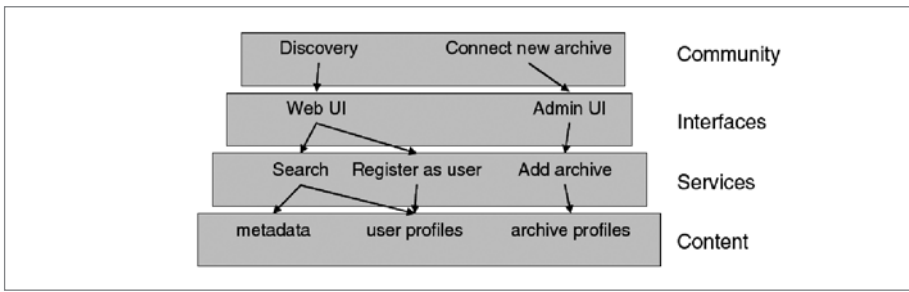 Discovery Connect new archive Community
Web UI Admin UI Interfaces
Search Register as user Add archive Services
metadata user profiles archive profiles Content